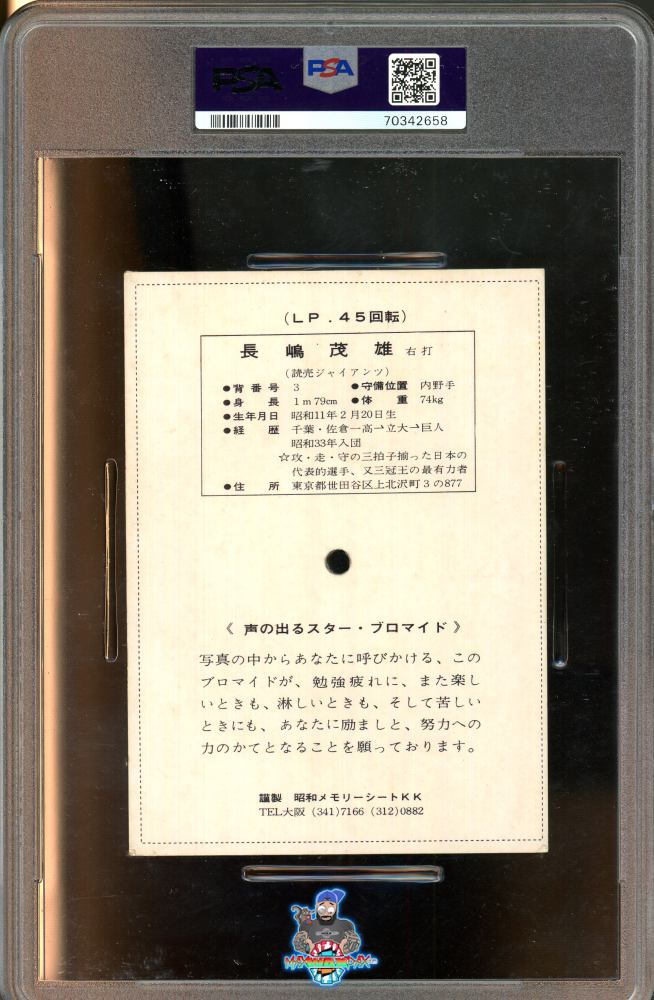 PSA
PSA
70342658
(LP.45回転)
長嶋茂雄 右打
(読売ジャイアンツ)
●背番号 3 ●守備位置 内野手
●身長 1m79cm ●体重 74kg
●生年月日 昭和11年2月20日生
●経歴 千葉・佐倉一高→立大→巨人
昭和33年入団
☆攻・走・守の三拍子揃った日本の
代表的選手、又三冠王の最有力者
●住所 東京都世田谷区上北沢町3の877
《 声の出るスター・ブロマイド 》
写真の中からあなたに呼びかける、この
ブロマイドが、勉強疲れに、また楽し
いときも、淋しいときも、そして苦しい
ときにも、あなたに励ましと、努力への
力のかてとなることを願っております。
謹製 昭和メモリーシートKK
TEL大阪 (341)7166 (312)0882